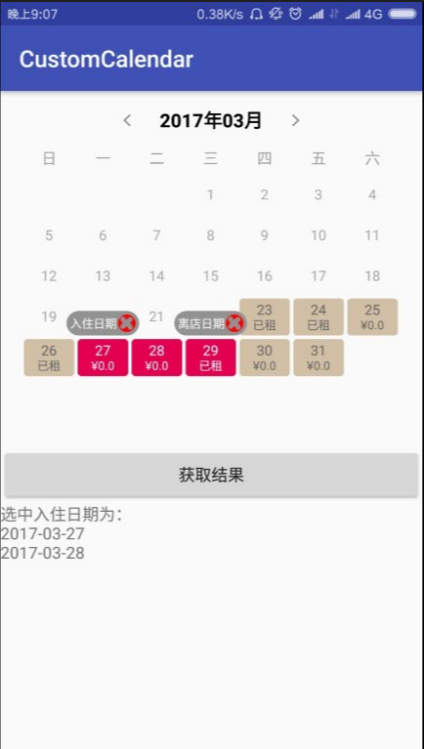 晚上9:07 0.38K/s 4G
CustomCalendar
2017年03月
日 一 二 三 四 五 六
1 2 3 4
5 6 7 8 9 10 11
12 13 14 15 16 17 18
19 入住日期 21 离店日期 23 24 25
已租 已租 ¥0.0
26 27 28 29 30 31
已租 ¥0.0 ¥0.0 已租 ¥0.0 ¥0.0
获取结果
选中入住日期为：
2017-03-27
2017-03-28